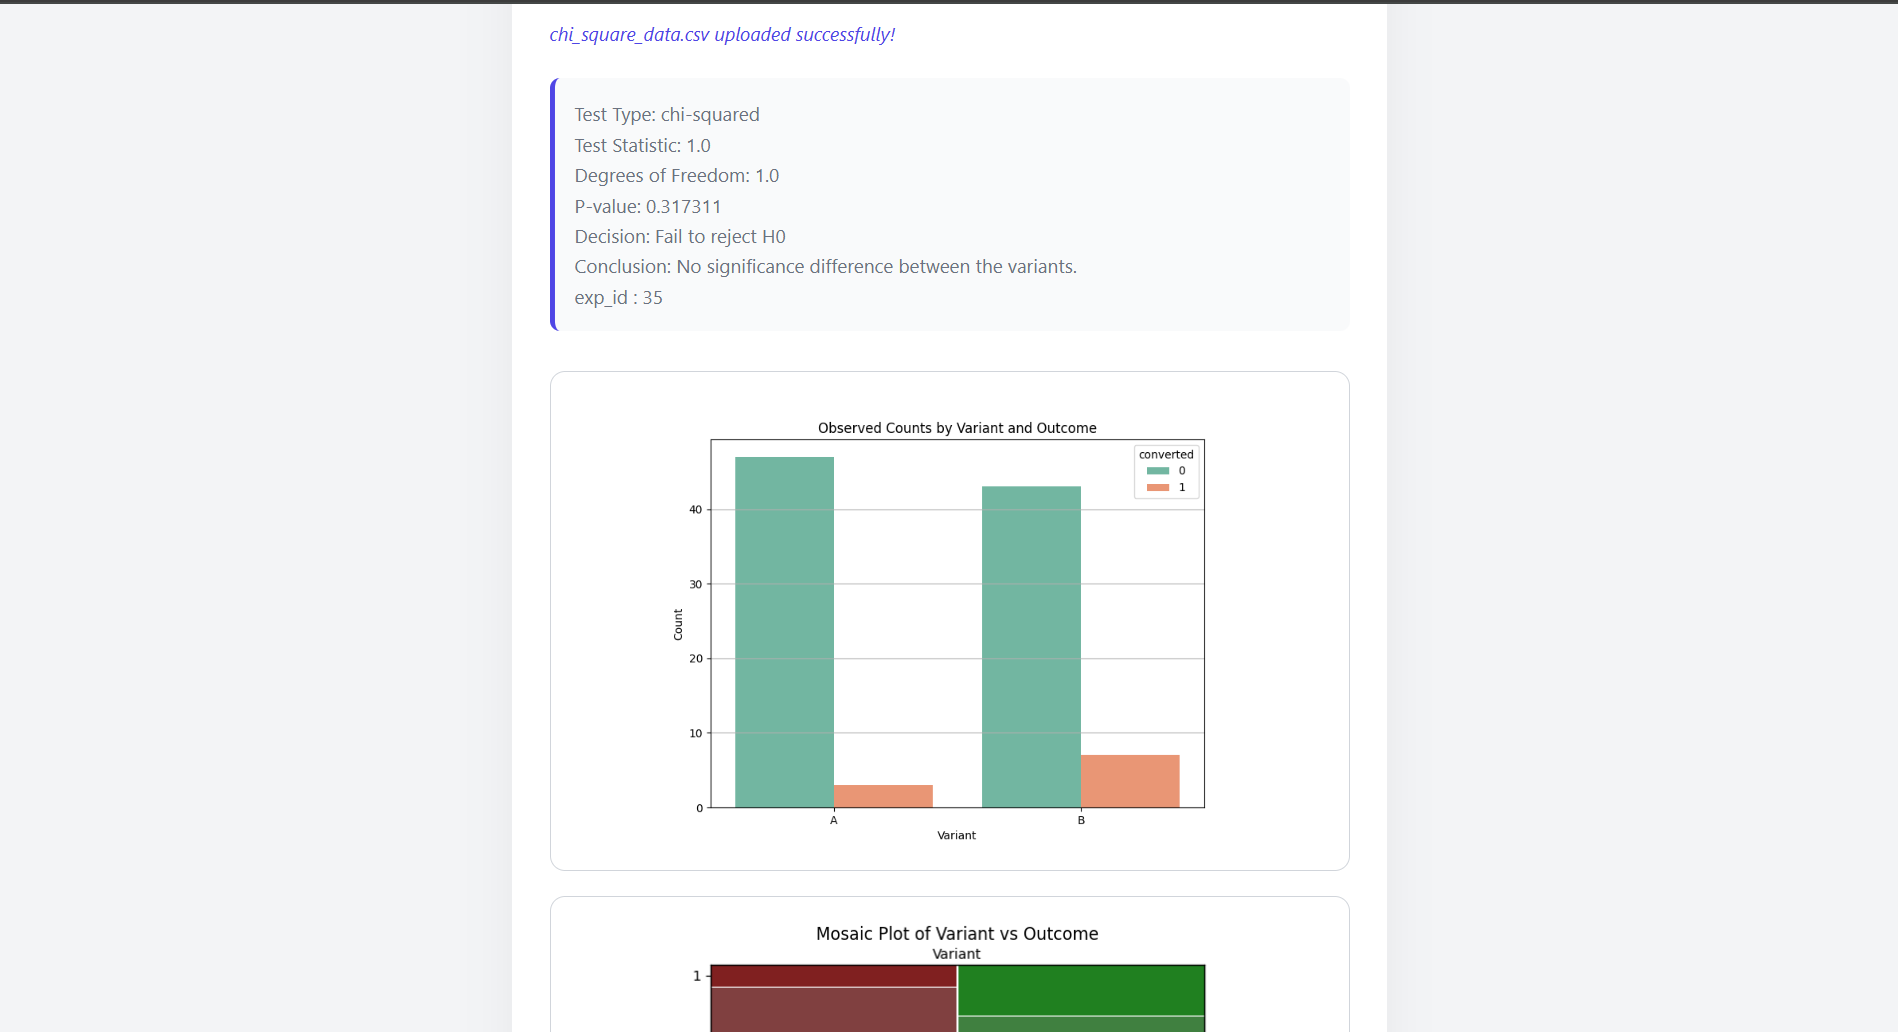 chi_square_data.csv uploaded successfully!
Test Type: chi-squared
Test Statistic: 1.0
Degrees of Freedom: 1.0
P-value: 0.317311
Decision: Fail to reject H0
Conclusion: No significance difference between the variants.
exp_id : 35
Observed Counts by Variant and Outcome
converted
0
1
40
30
20
10
0
Count
A
B
Variant
Mosaic Plot of Variant vs Outcome
Variant
1